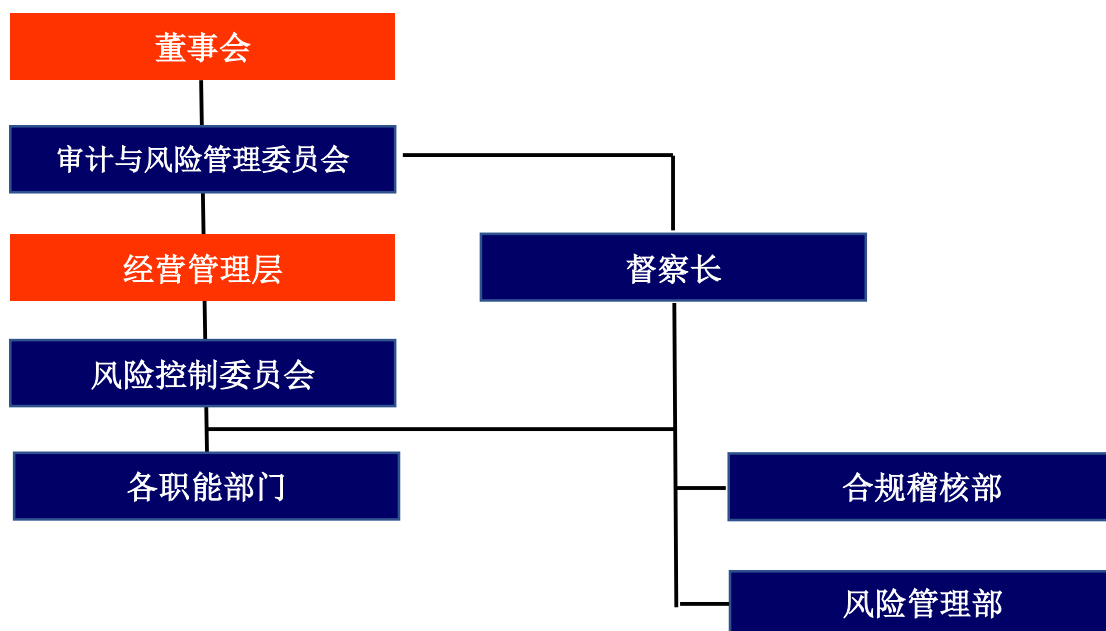 董事会
审计与风险管理委员会
经营管理层
督察长
风险控制委员会
各职能部门
合规稽核部
风险管理部